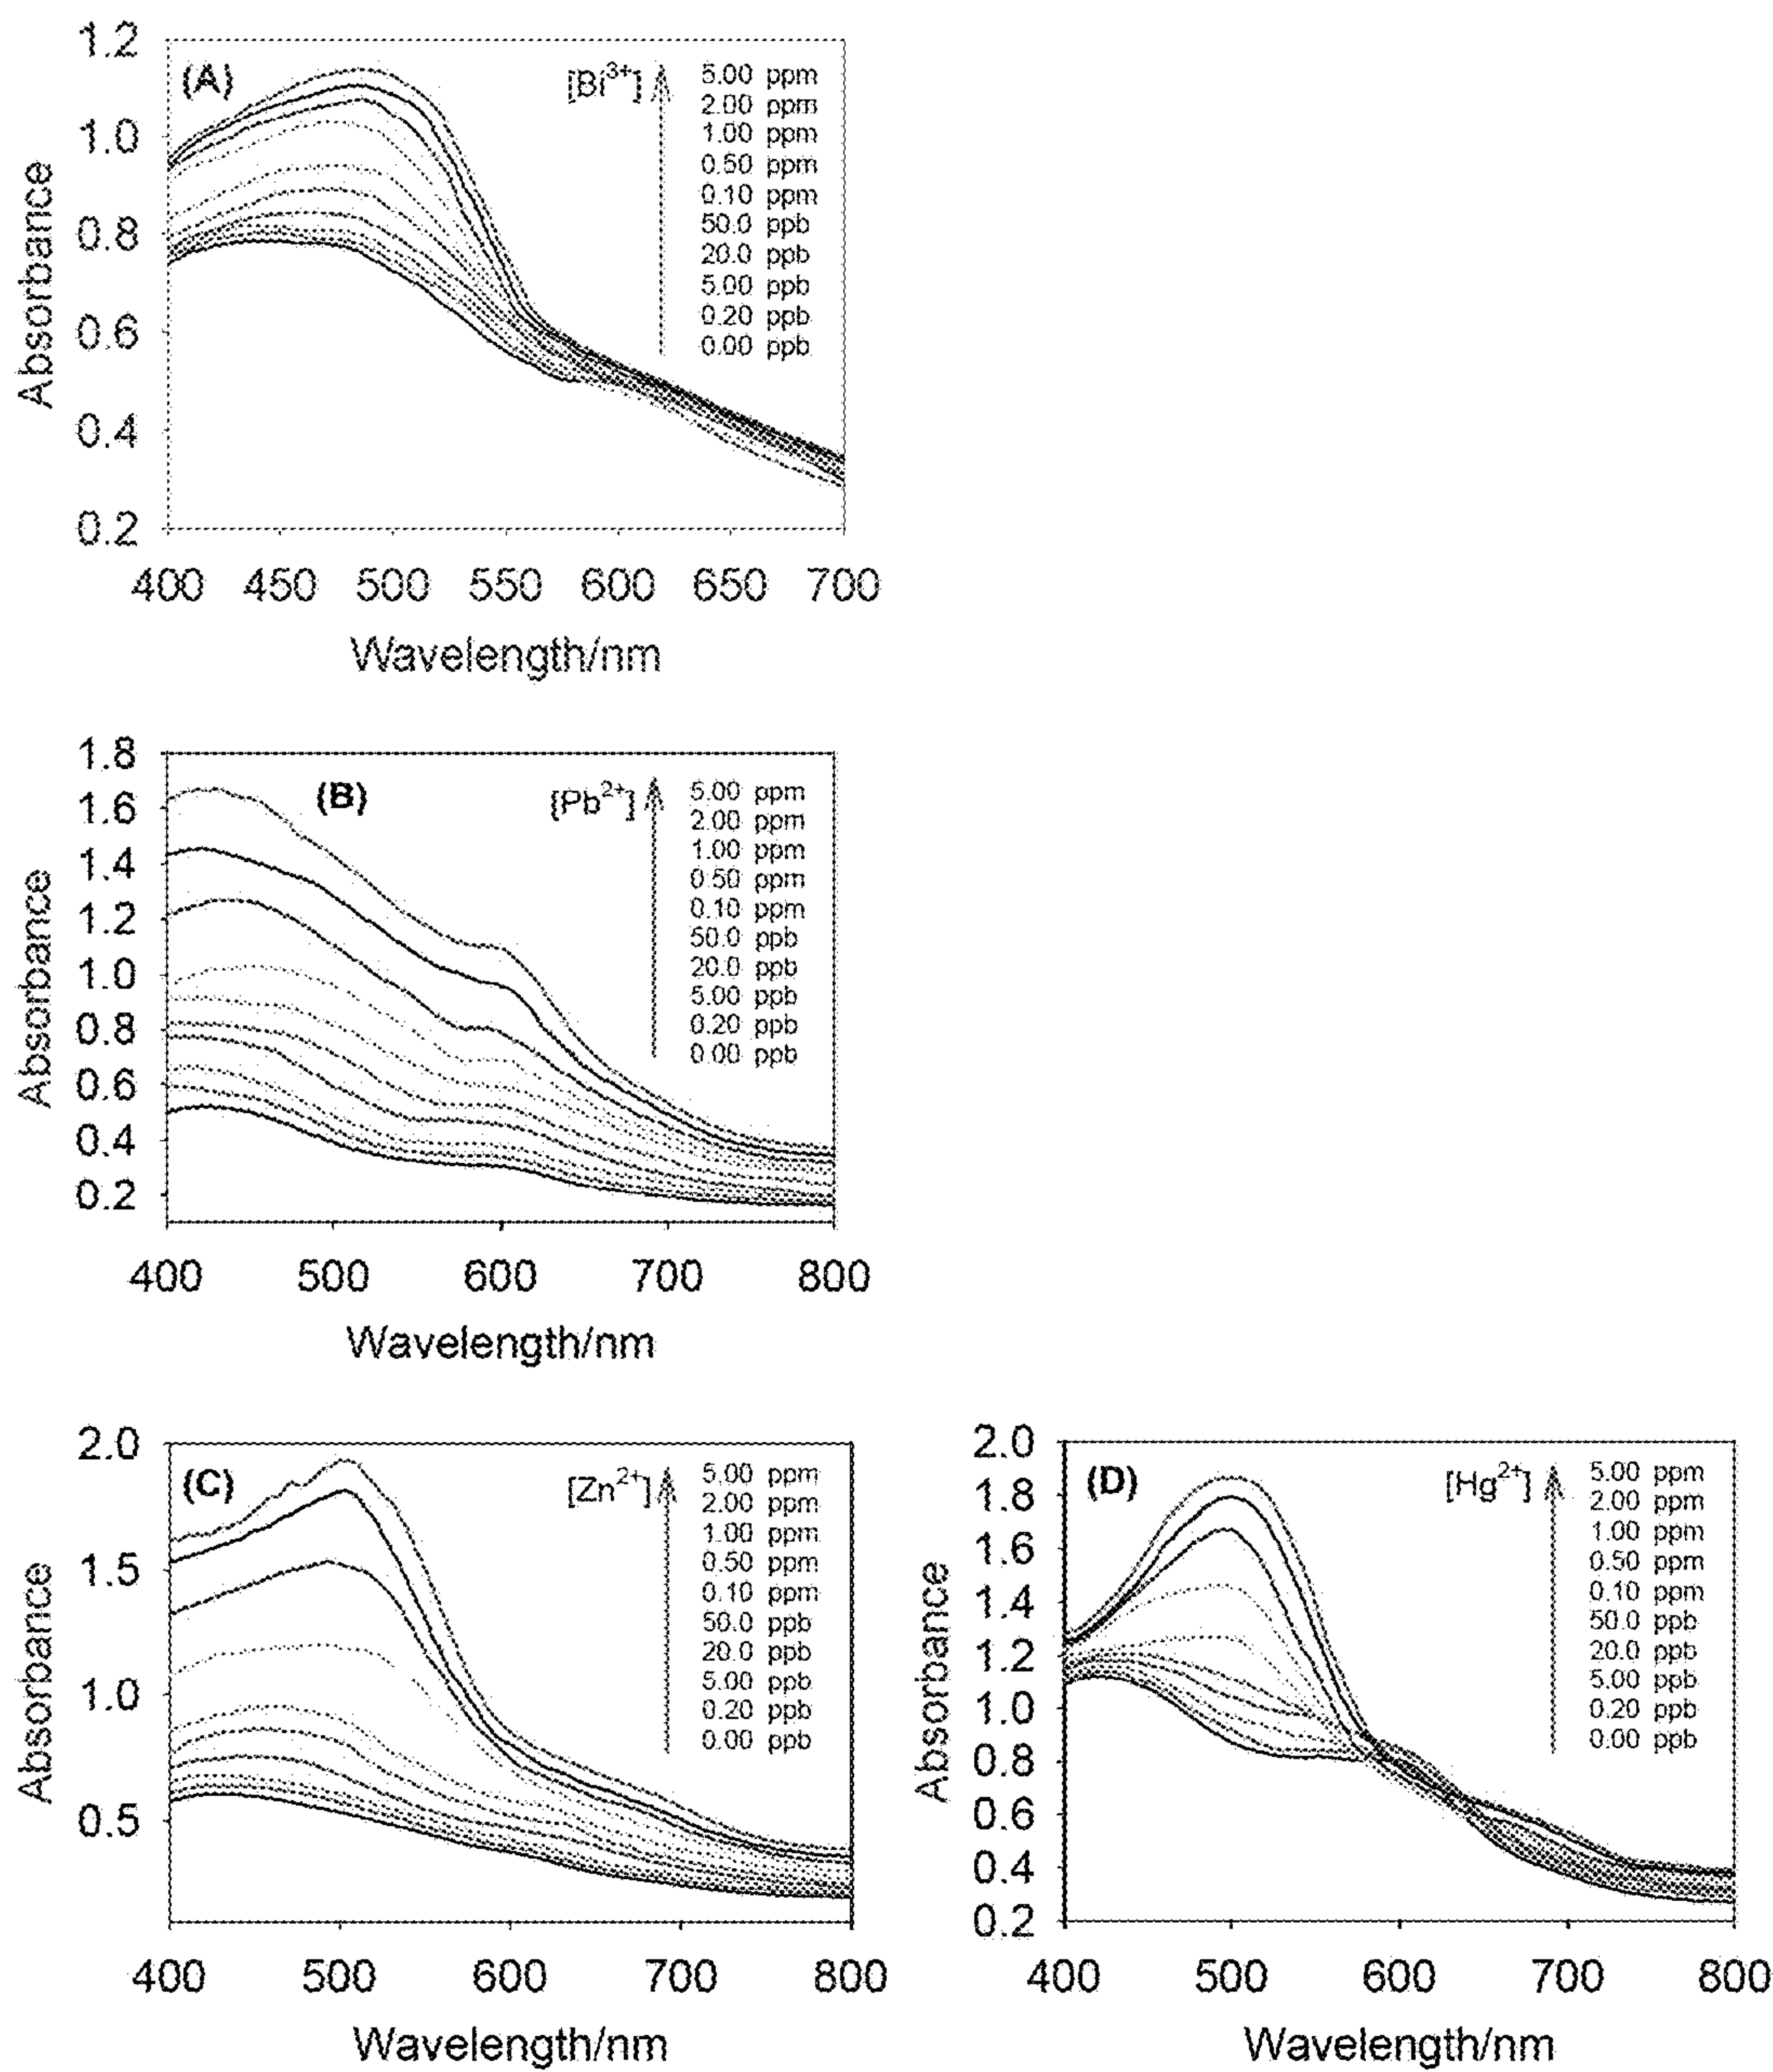 (A)
[Bi3+]
5.00 ppm
2.00 ppm
1.00 ppm
0.50 ppm
0.10 ppm
50.0 ppb
20.0 ppb
5.00 ppb
0.20 ppb
0.00 ppb
1.2
1.0
0.8
0.6
0.4
0.2
Absorbance
400 450 500 550 600 650 700
Wavelength/nm
(B)
[Pb2+]
5.00 ppm
2.00 ppm
1.00 ppm
0.50 ppm
0.10 ppm
50.0 ppb
20.0 ppb
5.00 ppb
0.20 ppb
0.00 ppb
1.8
1.6
1.4
1.2
1.0
0.8
0.6
0.4
0.2
Absorbance
400 500 600 700 800
Wavelength/nm
(C)
[Zn2+]
5.00 ppm
2.00 ppm
1.00 ppm
0.50 ppm
0.10 ppm
50.0 ppb
20.0 ppb
5.00 ppb
0.20 ppb
0.00 ppb
2.0
1.5
1.0
0.5
Absorbance
400 500 600 700 800
Wavelength/nm
(D)
[Hg2+]
5.00 ppm
2.00 ppm
1.00 ppm
0.50 ppm
0.10 ppm
50.0 ppb
20.0 ppb
5.00 ppb
0.20 ppb
0.00 ppb
2.0
1.8
1.6
1.4
1.2
1.0
0.8
0.6
0.4
0.2
Absorbance
400 500 600 700 800
Wavelength/nm